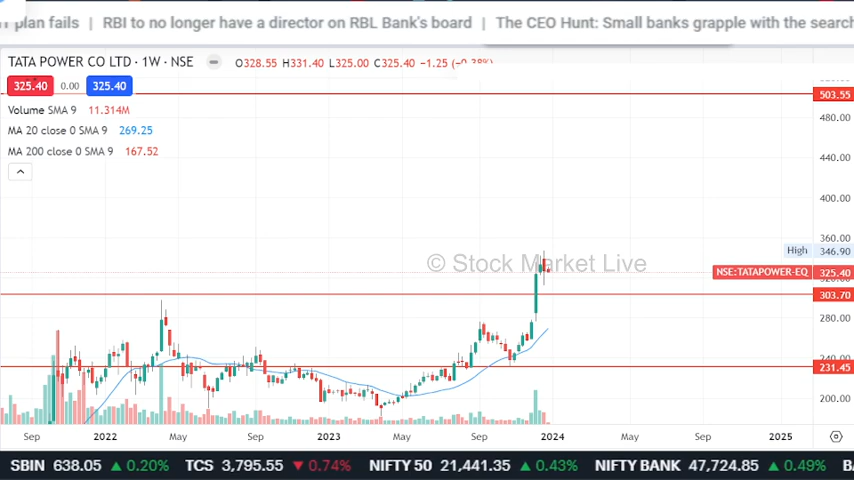 plan fails | RBI to no longer have a director on RBL Bank's board | The CEO Hunt: Small banks grapple with the search
TATA POWER CO LTD · 1W · NSE O328.55 H331.40 L325.00 C325.40 −1.25 (−0.38%)
325.40 0.00 325.40
503.55
Volume SMA 9 11.314M
480.00
MA 20 close 0 SMA 9 269.25
MA 200 close 0 SMA 9 167.52
440.00
400.00
360.00
High 346.90
© Stock Market Live
NSE:TATAPOWER-EQ 325.40
320.00
303.70
280.00
240.00
231.45
200.00
Sep 2022 May Sep 2023 May Sep 2024 May Sep 2025
SBIN 638.05 ▲ 0.20% TCS 3,795.55 ▼ 0.74% NIFTY 50 21,441.35 ▲ 0.43% NIFTY BANK 47,724.85 ▲ 0.49%